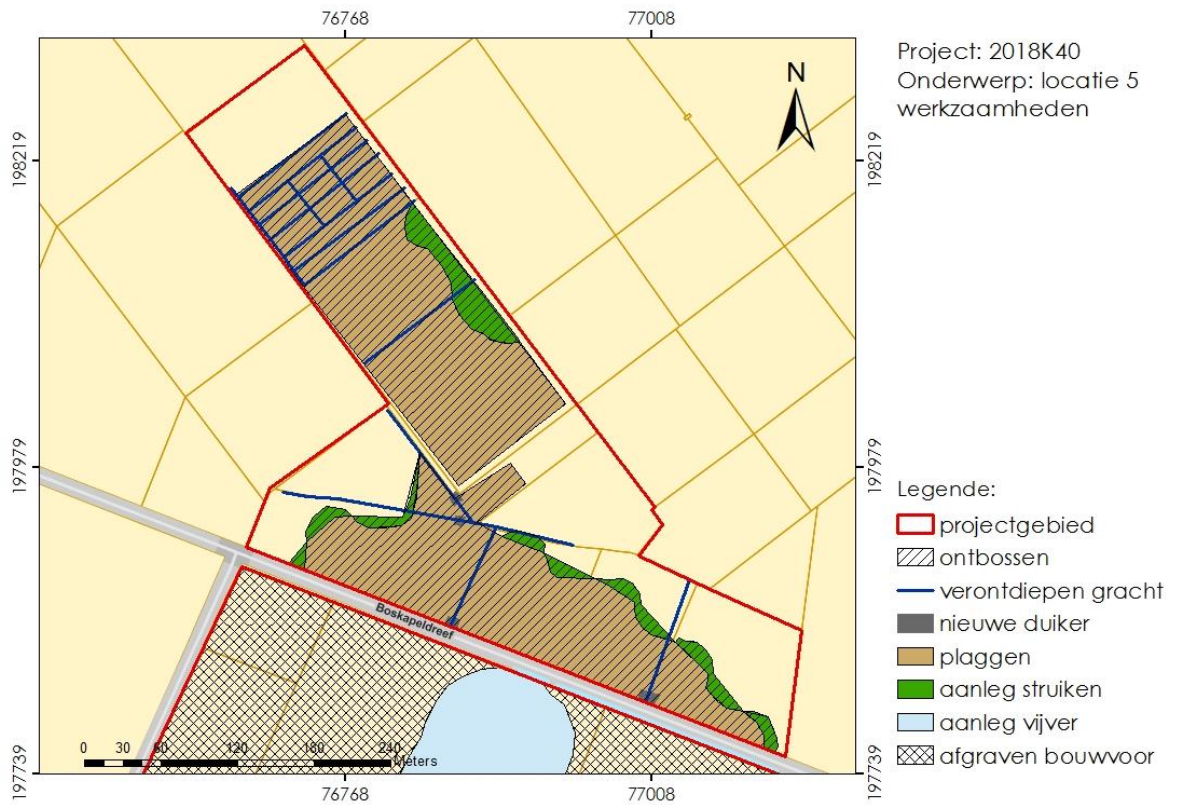 76768 77008
Project: 2018K40
Onderwerp: locatie 5
werkzaamheden
N
198219 198219
197979 197979
Legende:
projectgebied
ontbossen
verontdiepen gracht
nieuwe duiker
plaggen
aanleg struiken
aanleg vijver
afgraven bouwvoor
Boskapeldreef
0 30 60 120 180 240
Meters
197739 197739
76768 77008